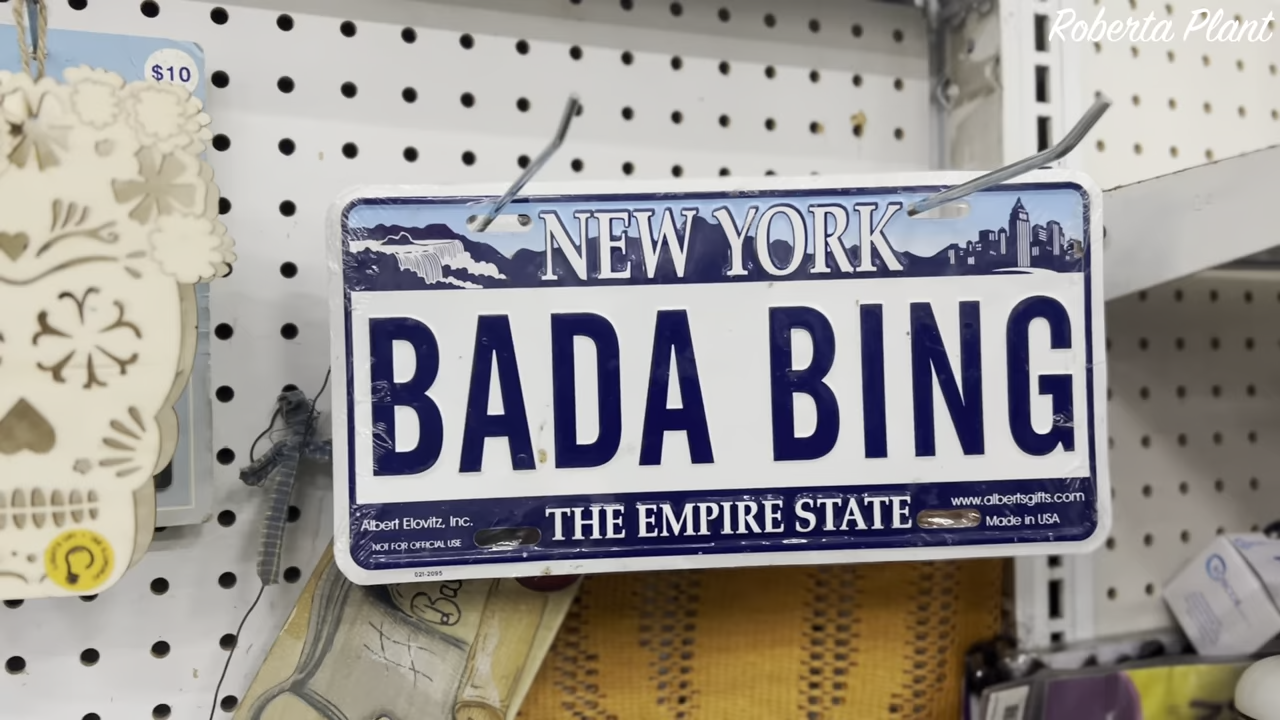 Roberta Plant
$10
NEW YORK
BADA BING
THE EMPIRE STATE
Albert Elovitz, Inc.
NOT FOR OFFICIAL USE
www.albertsgifts.com
Made in USA
021-2095
Ba